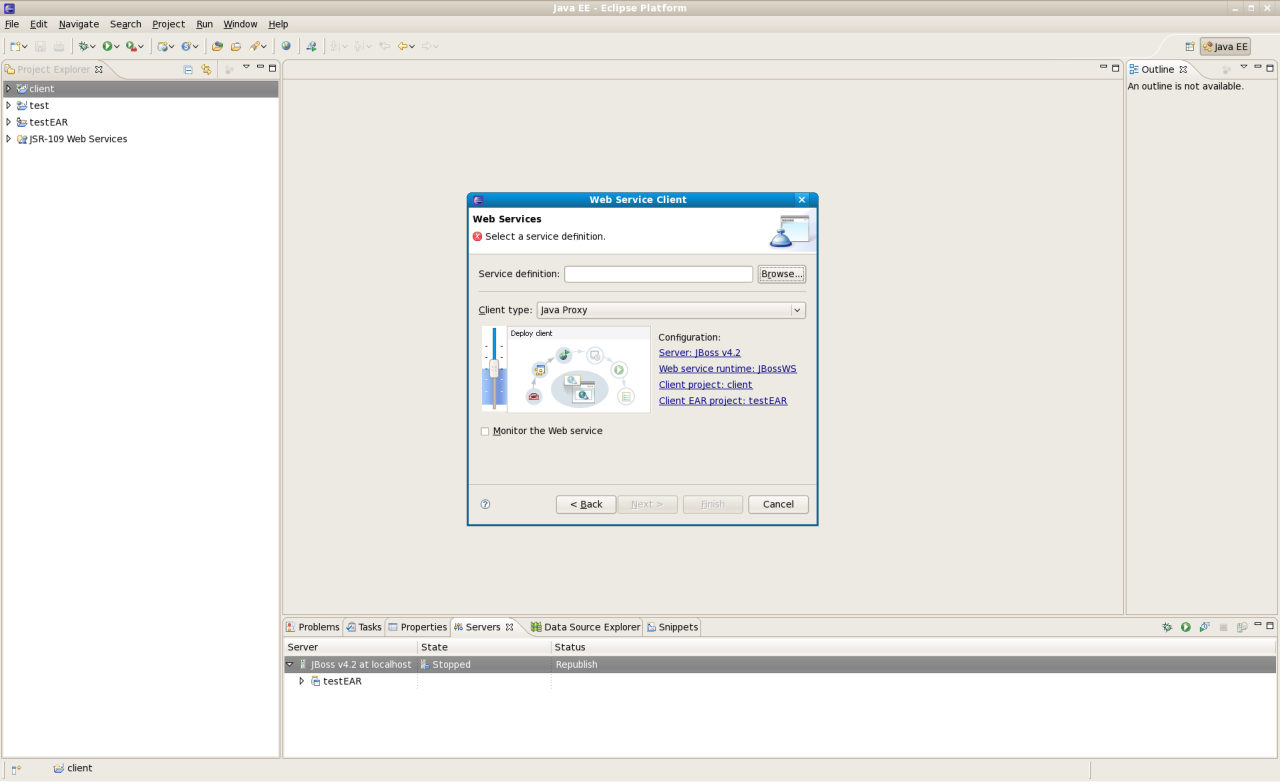 Java EE - Eclipse Platform
File Edit Navigate Search Project Run Window Help
Java EE
Project Explorer
client
test
testEAR
JSR-109 Web Services
Outline
An outline is not available.
Web Service Client
Web Services
Select a service definition.
Service definition:
Browse...
Client type: Java Proxy
Deploy client
Configuration:
Server: JBoss v4.2
Web service runtime: JBossWS
Client project: client
Client EAR project: testEAR
Monitor the Web service
< Back Next > Finish Cancel
Problems Tasks Properties Servers Data Source Explorer Snippets
Server State Status
JBoss v4.2 at localhost Stopped Republish
testEAR
client